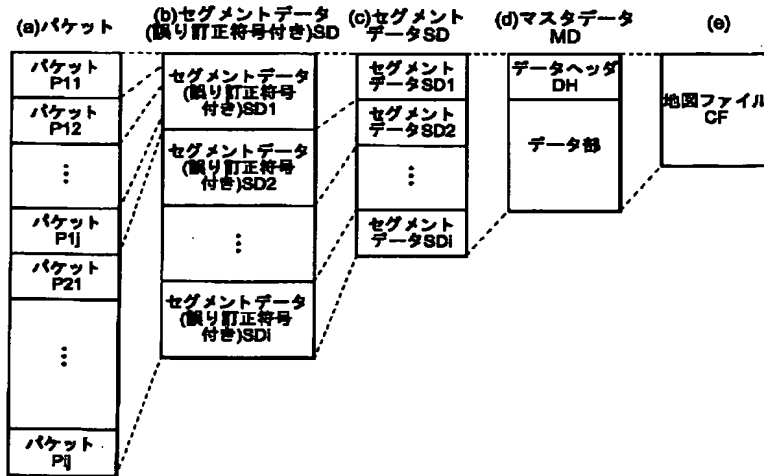 (a)パケット
パケット
P11
パケット
P12
⋮
パケット
P1j
パケット
P21
⋮
パケット
Pij
(b)セグメントデータ
(誤り訂正符号付き)SD
セグメントデータ
(誤り訂正符号
付き)SD1
セグメントデータ
(誤り訂正符号
付き)SD2
⋮
セグメントデータ
(誤り訂正符号
付き)SDi
(c)セグメント
データSD
セグメント
データSD1
セグメント
データSD2
⋮
セグメント
データSDi
(d)マスタデータ
MD
データヘッダ
DH
データ部
(e)
地図ファイル
CF